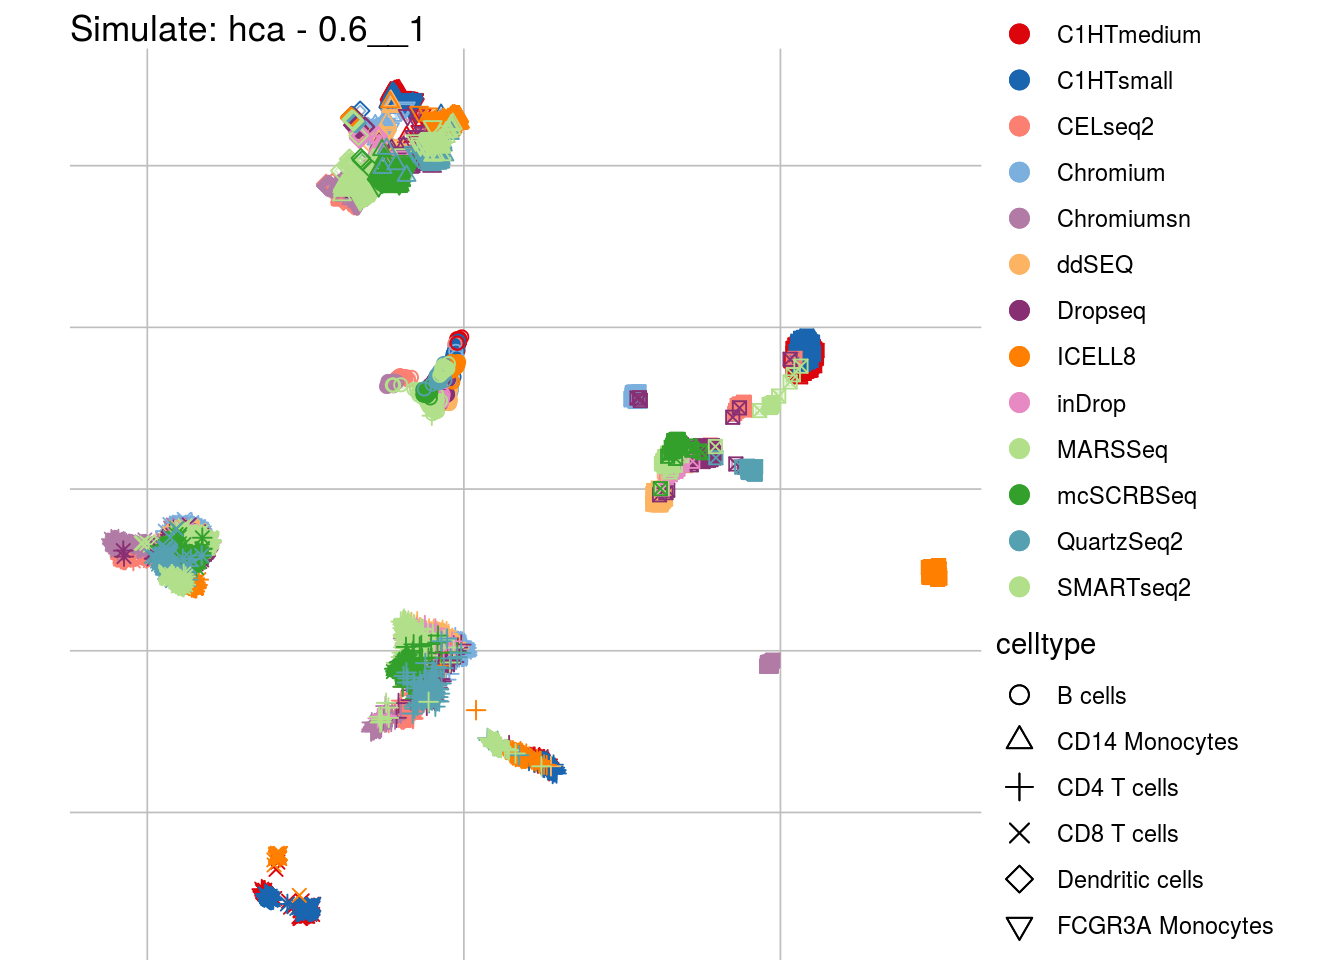 Simulate: hca - 0.6__1
C1HTmedium
C1HTsmall
CELseq2
Chromium
Chromiumsn
ddSEQ
Dropseq
ICELL8
inDrop
MARSSeq
mcSCRBSeq
QuartzSeq2
SMARTseq2
celltype
B cells
CD14 Monocytes
CD4 T cells
CD8 T cells
Dendritic cells
FCGR3A Monocytes